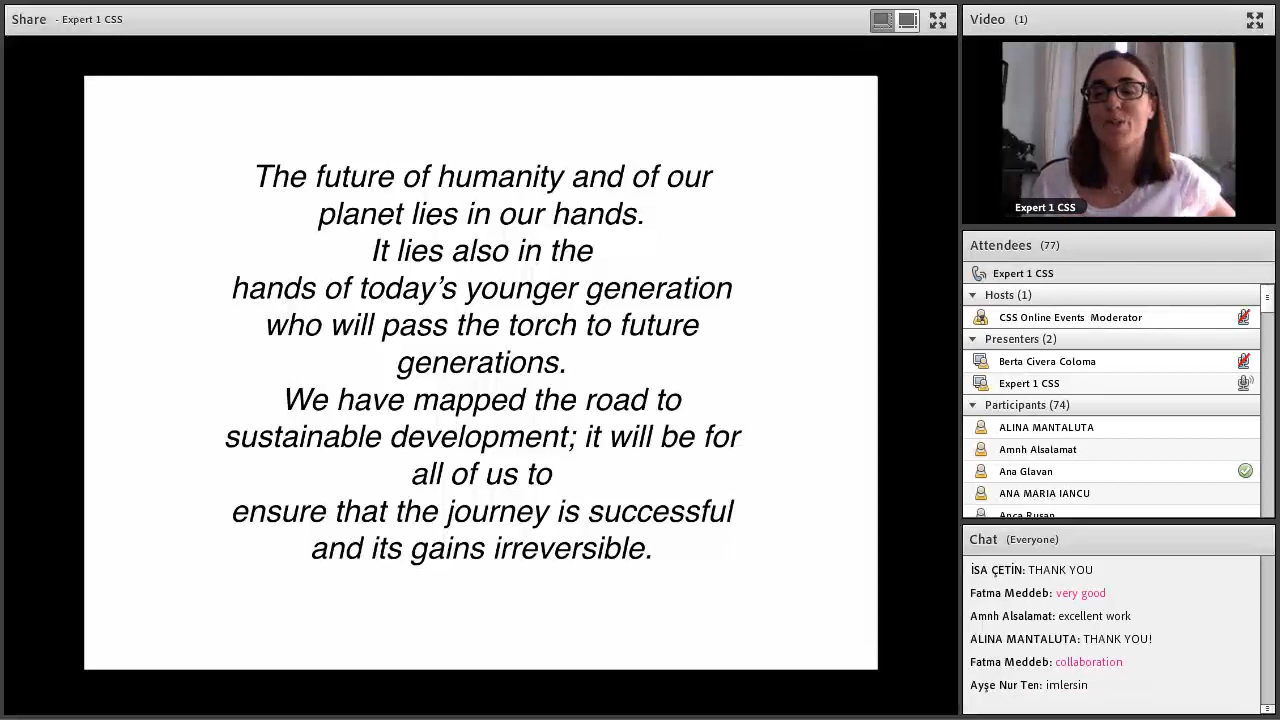 Share - Expert 1 CSS
The future of humanity and of our
planet lies in our hands.
It lies also in the
hands of today’s younger generation
who will pass the torch to future
generations.
We have mapped the road to
sustainable development; it will be for
all of us to
ensure that the journey is successful
and its gains irreversible.
Video (1)
Expert 1 CSS
Attendees (77)
Expert 1 CSS
Hosts (1)
CSS Online Events Moderator
Presenters (2)
Berta Civera Coloma
Expert 1 CSS
Participants (74)
ALINA MANTALUTA
Amnh Alsalamat
Ana Glavan
ANA MARIA IANCU
Anca Rusan
Chat (Everyone)
İSA ÇETİN: THANK YOU
Fatma Meddeb: very good
Amnh Alsalamat: excellent work
ALINA MANTALUTA: THANK YOU!
Fatma Meddeb: collaboration
Ayşe Nur Ten: imlersin